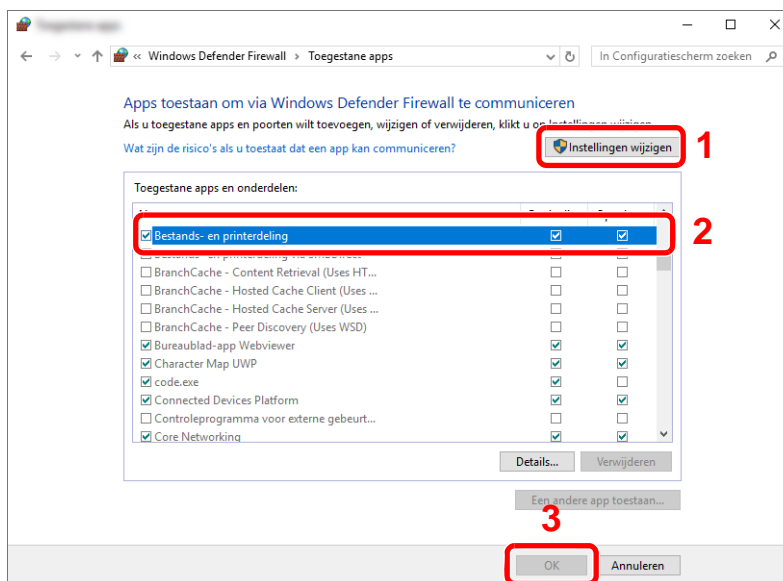 Windows Defender Firewall > Toegestane apps
In Configuratiescherm zoeken
Apps toestaan om via Windows Defender Firewall te communiceren
Als u toegestane apps en poorten wilt toevoegen, wijzigen of verwijderen, klikt u op Instellingen wijzigen
Wat zijn de risico's als u toestaat dat een app kan communiceren?
Instellingen wijzigen
1
Toegestane apps en onderdelen:
Bestands- en printerdeling
2
BranchCache - Content Retrieval (Uses HT...
BranchCache - Hosted Cache Client (Uses ...
BranchCache - Hosted Cache Server (Uses ...
BranchCache - Peer Discovery (Uses WSD)
Bureaublad-app Webviewer
Character Map UWP
code.exe
Connected Devices Platform
Controleprogramma voor externe gebeurt...
Core Networking
Details...
Verwijderen
Een andere app toestaan...
3
OK
Annuleren